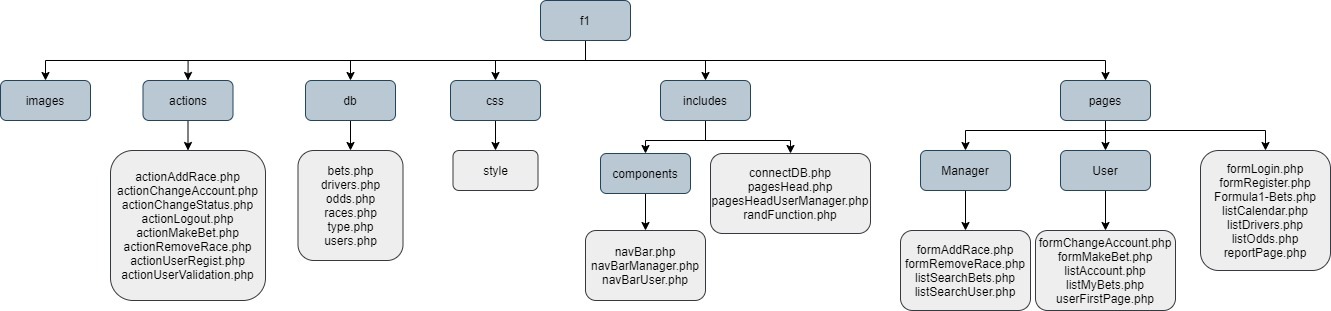 f1
images
actions
db
css
includes
pages
actionAddRace.php
actionChangeAccount.php
actionChangeStatus.php
actionLogout.php
actionMakeBet.php
actionRemoveRace.php
actionUserRegist.php
actionUserValidation.php
bets.php
drivers.php
odds.php
races.php
type.php
users.php
style
components
navBar.php
navBarManager.php
navBarUser.php
connectDB.php
pagesHead.php
pagesHeadUserManager.php
randFunction.php
Manager
formAddRace.php
formRemoveRace.php
listSearchBets.php
listSearchUser.php
User
formChangeAccount.php
formMakeBet.php
listAccount.php
listMyBets.php
userFirstPage.php
formLogin.php
formRegister.php
Formula1-Bets.php
listCalendar.php
listDrivers.php
listOdds.php
reportPage.php